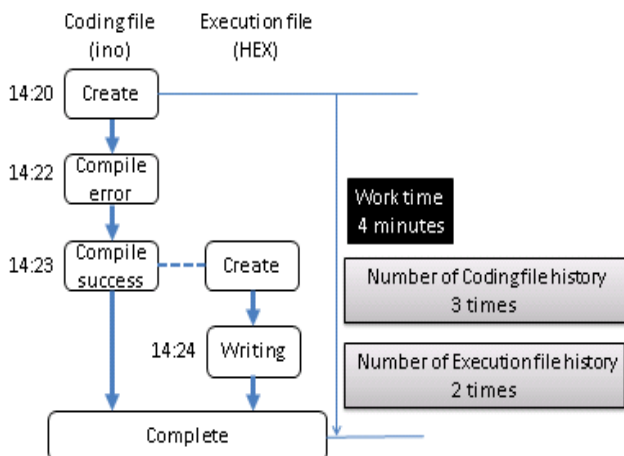 Coding file
(ino)
Execution file
(HEX)
14:20
Create
14:22
Compile
error
14:23
Compile
success
Create
14:24
Writing
Complete
Work time
4 minutes
Number of Coding file history
3 times
Number of Execution file history
2 times